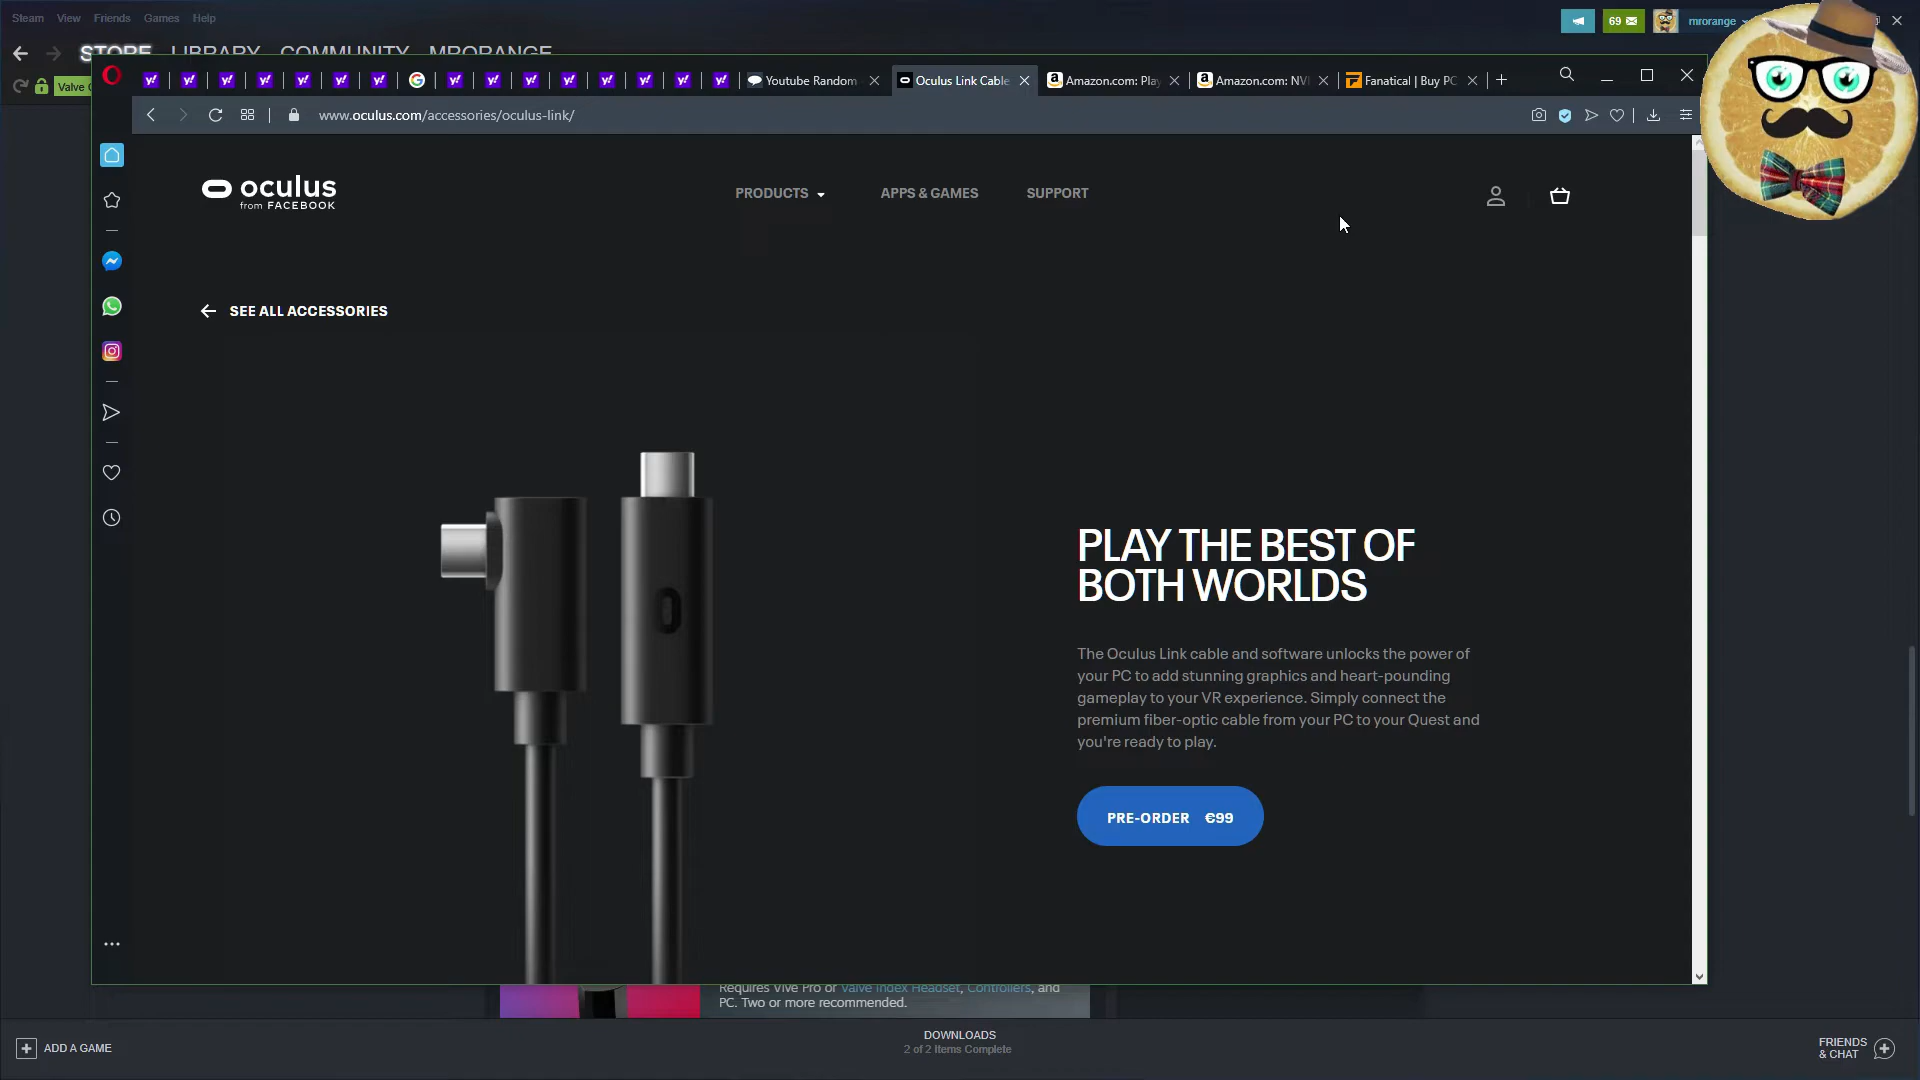 Steam View Friends Games Help
69 mrorange
STORE LIBRARY COMMUNITY MRORANGE
Valve
Youtube Random
Oculus Link Cable
Amazon.com: Play
Amazon.com: NVI
Fanatical | Buy PC
www.oculus.com/accessories/oculus-link/
oculus
from FACEBOOK
PRODUCTS APPS & GAMES SUPPORT
SEE ALL ACCESSORIES
PLAY THE BEST OF
BOTH WORLDS
The Oculus Link cable and software unlocks the power of
your PC to add stunning graphics and heart-pounding
gameplay to your VR experience. Simply connect the
premium fiber-optic cable from your PC to your Quest and
you're ready to play.
PRE-ORDER €99
Requires Vive Pro or Valve Index Headset, Controllers, and
PC. Two or more recommended.
ADD A GAME
DOWNLOADS
2 of 2 Items Complete
FRIENDS
& CHAT